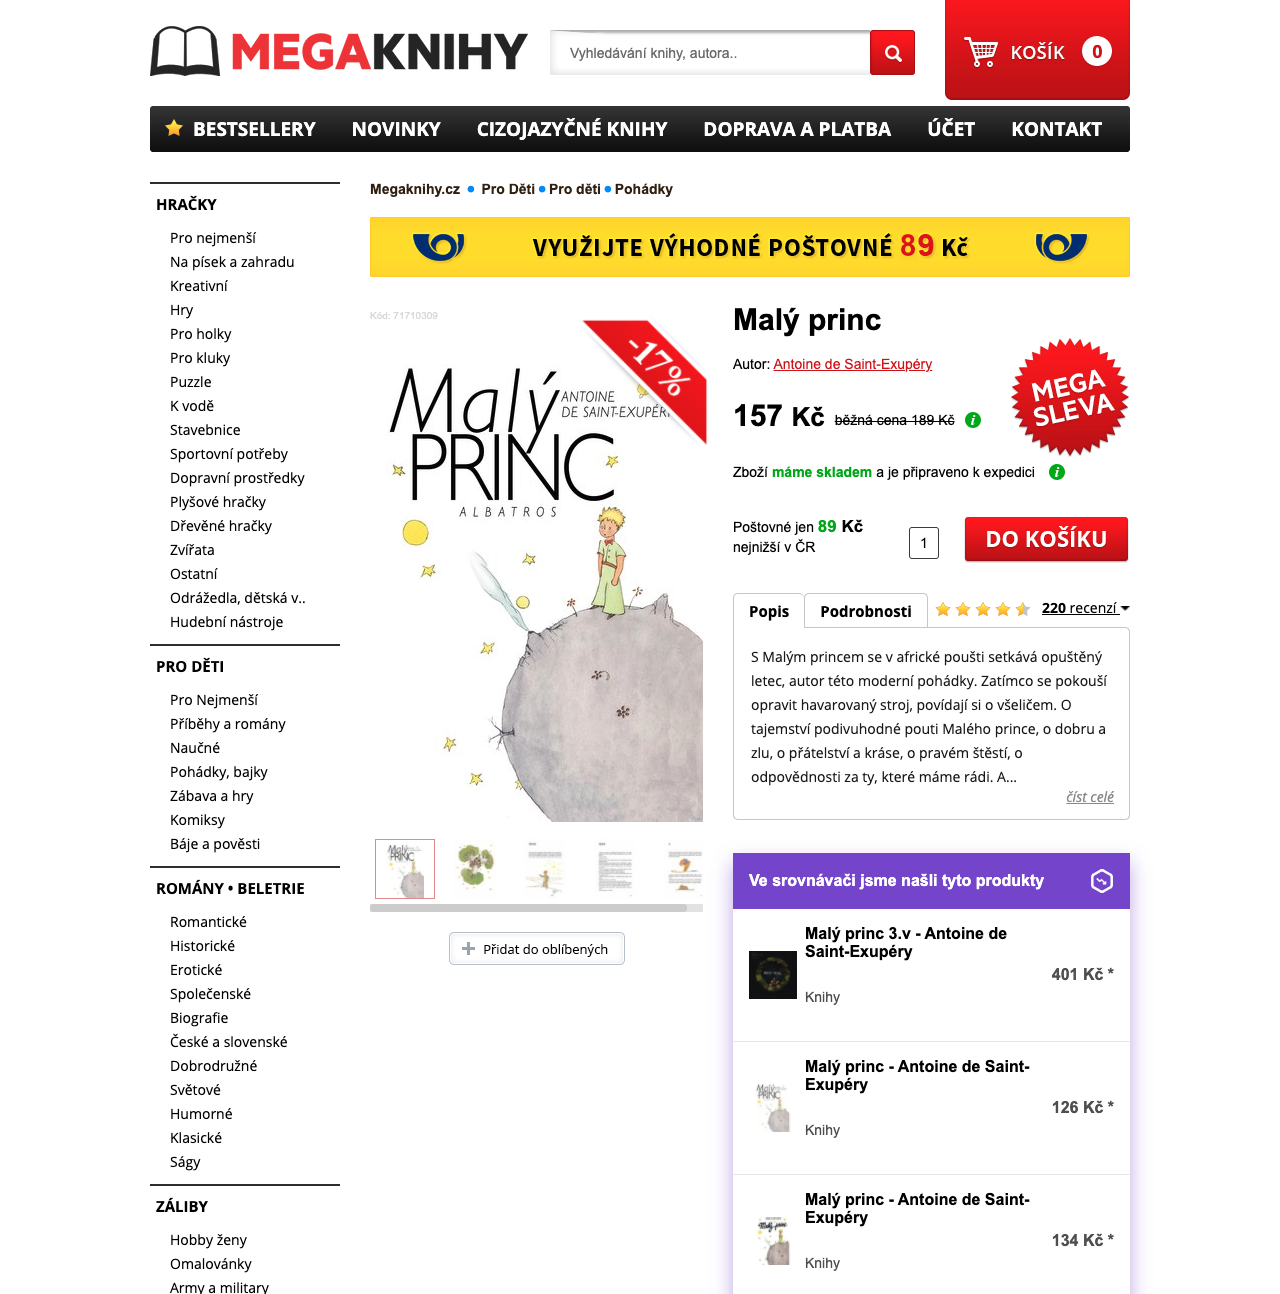 MEGAKNIHY
Vyhledávání knihy, autora..
KOŠÍK 0
BESTSELLERY NOVINKY CIZOJAZYČNÉ KNIHY DOPRAVA A PLATBA ÚČET KONTAKT
HRAČKY
Pro nejmenší
Na písek a zahradu
Kreativní
Hry
Pro holky
Pro kluky
Puzzle
K vodě
Stavebnice
Sportovní potřeby
Dopravní prostředky
Plyšové hračky
Dřevěné hračky
Zvířata
Ostatní
Odrážedla, dětská v..
Hudební nástroje
PRO DĚTI
Pro Nejmenší
Příběhy a romány
Naučné
Pohádky, bajky
Zábava a hry
Komiksy
Báje a pověsti
ROMÁNY • BELETRIE
Romantické
Historické
Erotické
Společenské
Biografie
České a slovenské
Dobrodružné
Světové
Humorné
Klasické
Ságy
ZÁLIBY
Hobby ženy
Omalovánky
Army a military
Megaknihy.cz • Pro Děti • Pro děti • Pohádky
VYUŽIJTE VÝHODNÉ POŠTOVNÉ 89 Kč
Kód: 71710309
-17%
Malý
PRINC
ANTOINE
DE SAINT-EXUPÉRY
ALBATROS
Přidat do oblíbených
Malý princ
Autor: Antoine de Saint-Exupéry
MEGA
SLEVA
157 Kč běžná cena 189 Kč
Zboží máme skladem a je připraveno k expedici
Poštovné jen 89 Kč
nejnižší v ČR
1
DO KOŠÍKU
Popis Podrobnosti 220 recenzí
S Malým princem se v africké poušti setkává opuštěný
letec, autor této moderní pohádky. Zatímco se pokouší
opravit havarovaný stroj, povídají si o všeličem. O
tajemství podivuhodné pouti Malého prince, o dobru a
zlu, o přátelství a kráse, o pravém štěstí, o
odpovědnosti za ty, které máme rádi. A...
číst celé
Ve srovnávači jsme našli tyto produkty
Malý princ 3.v - Antoine de
Saint-Exupéry
401 Kč *
Knihy
Malý princ - Antoine de Saint-
Exupéry
126 Kč *
Knihy
Malý princ - Antoine de Saint-
Exupéry
134 Kč *
Knihy